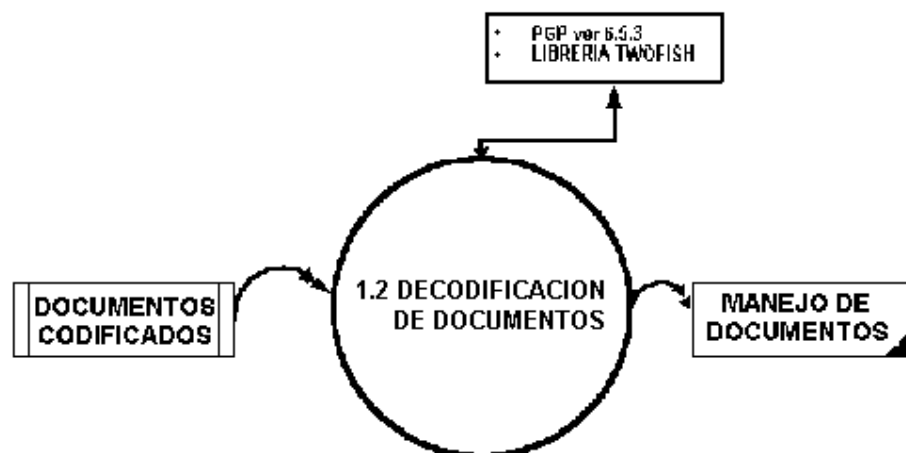 • PGP ver 6.5.3
• LIBRERIA TWOFISH
1.2 DECODIFICACION
DE DOCUMENTOS
DOCUMENTOS
CODIFICADOS
MANEJO DE
DOCUMENTOS